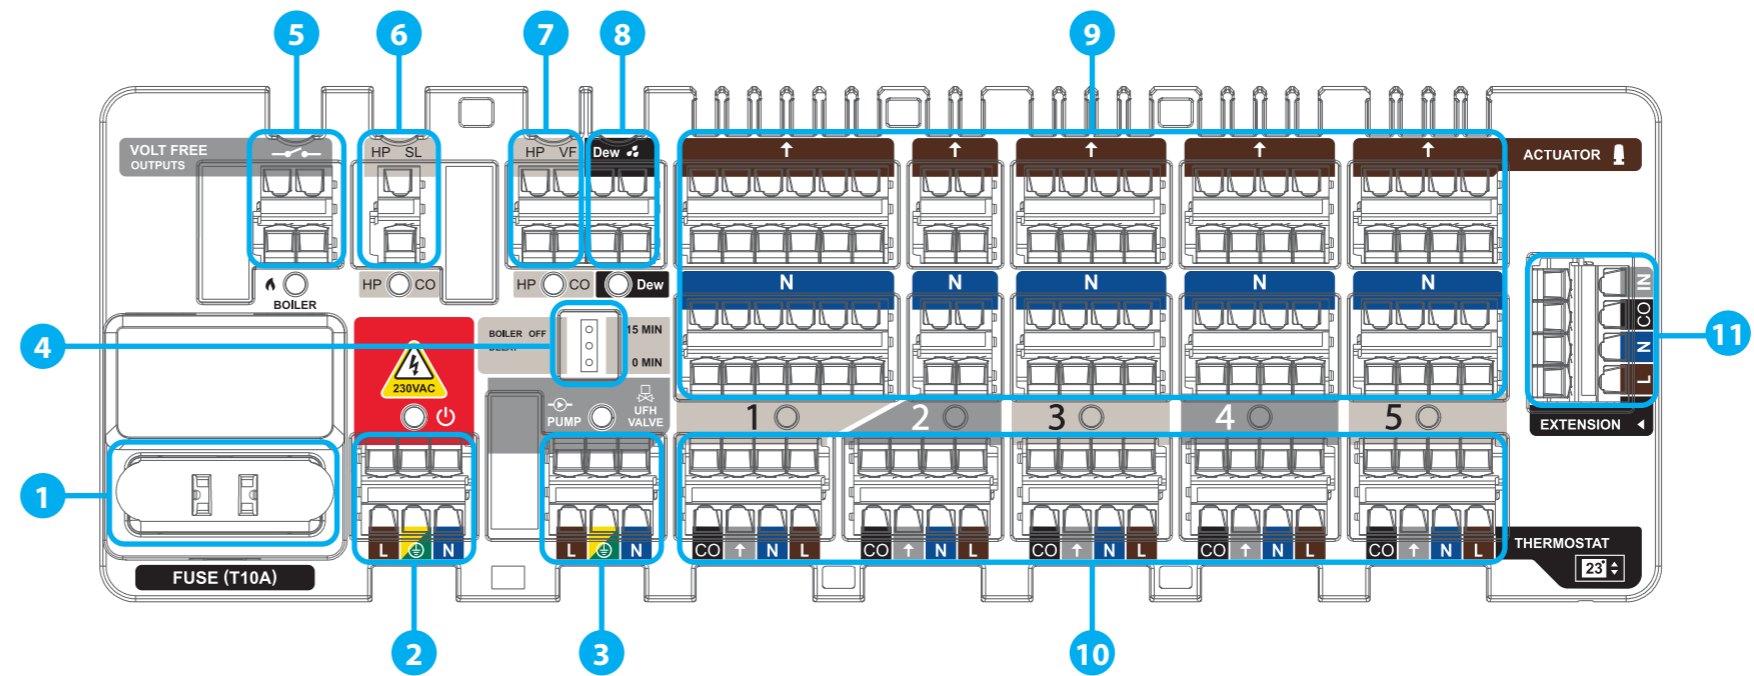 5 6 7 8 9
VOLT FREE
OUTPUTS
HP SL
HP VF
Dew
ACTUATOR
BOILER
HP CO
HP CO
Dew
N N N N N
IN
CO
N
L
11
EXTENSION
4
BOILER OFF
15 MIN
0 MIN
230VAC
PUMP
UFH
VALVE
1 2 3 4 5
1
L N
L N
CO N L
CO N L
CO N L
CO N L
CO N L
THERMOSTAT
23°
FUSE (T10A)
2 3 10